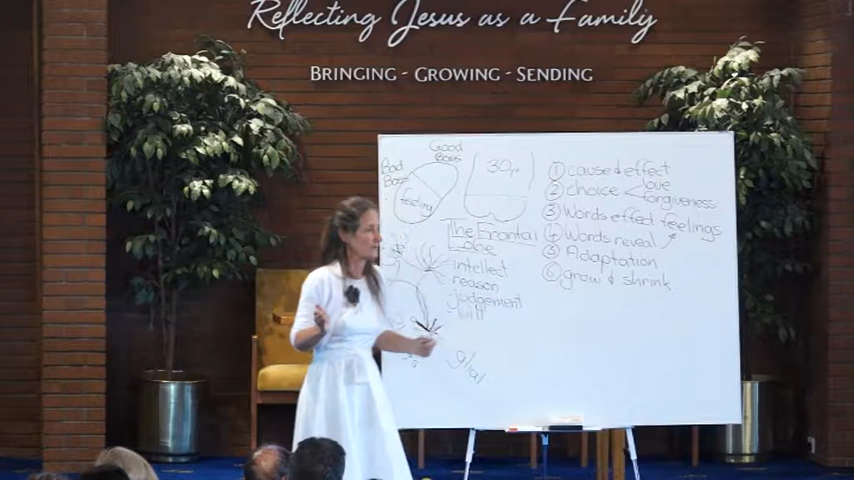 Reflecting Jesus as a Family
BRINGING - GROWING - SENDING
Good
Boss
Bad
Boss
feeling
The Frontal
Lobe
intellect
reason
judgement
will
① cause & effect
② choice < love
forgiveness
③ Words effect feelings
④ Words reveal
⑤ Adaptation
⑥ grow & shrink